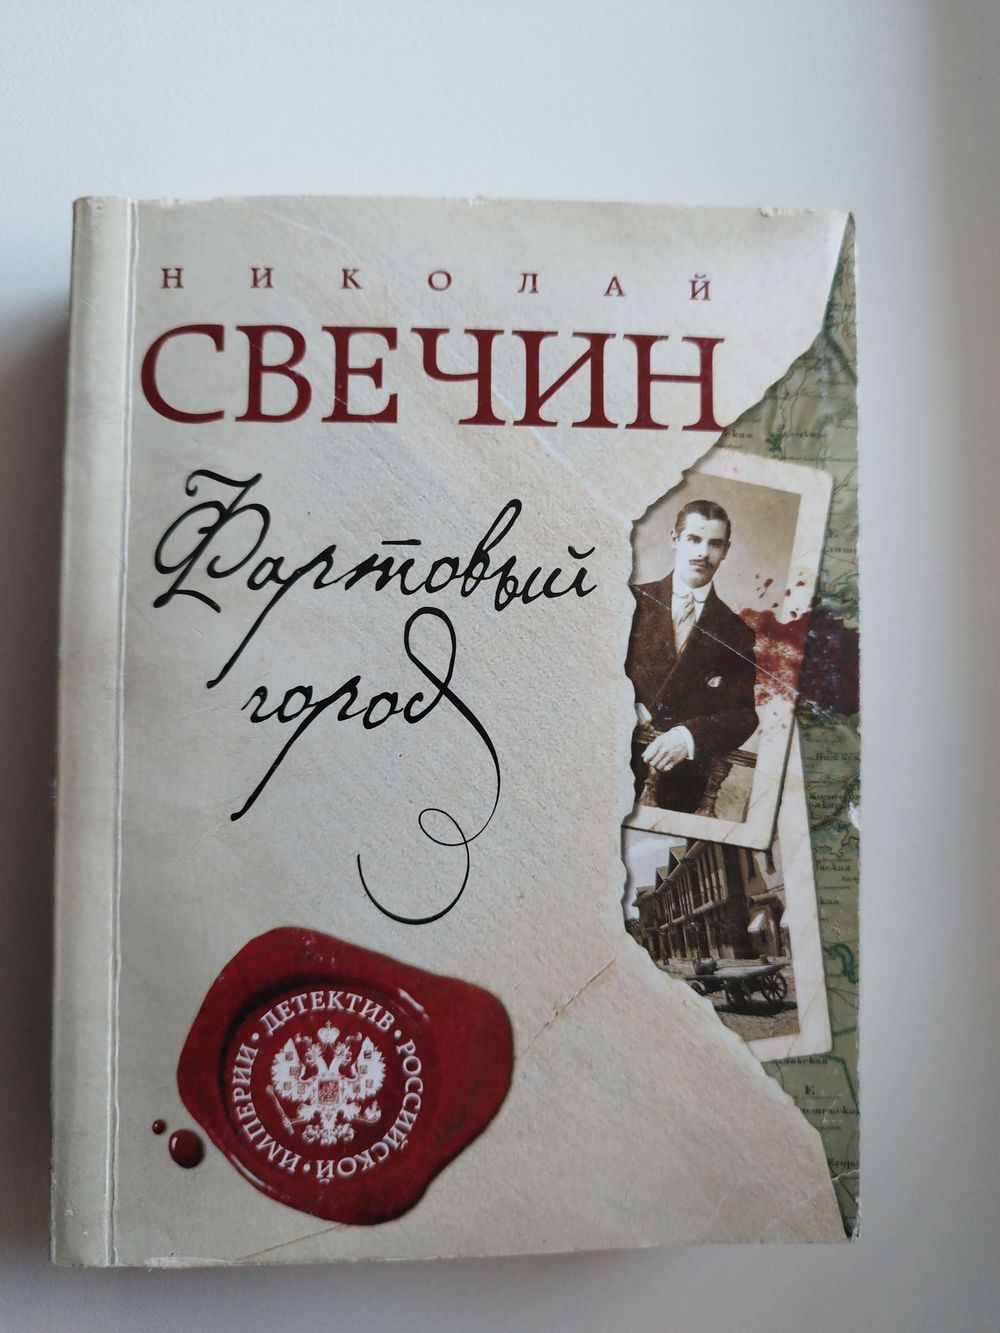 НИКОЛАЙ
СВЕЧИН
Фартовый
город
ДЕТЕКТИВ • РОССИЙСКОЙ • ИМПЕРИИ •